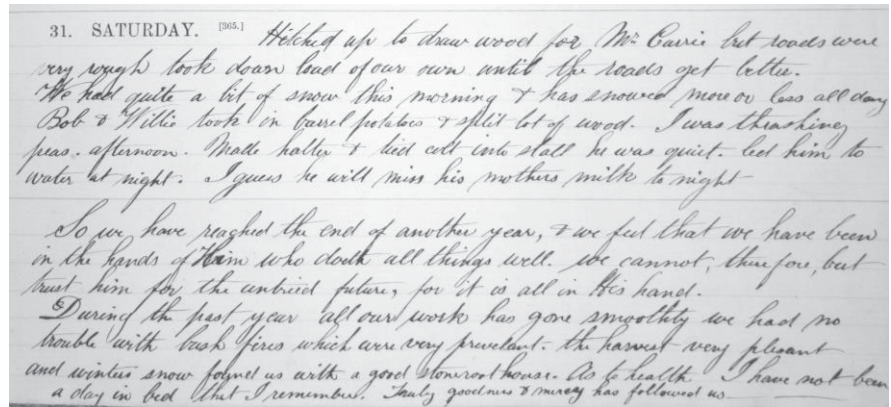 31. SATURDAY. [365.] Hitched up to draw wood for Mr Currie but roads were
very rough took down load of our own until the roads get better.
We had quite a bit of snow this morning & has snowed more or less all day
Bob & Willie took in barrel potatoes & split lot of wood. I was thrashing
peas. afternoon. Made halter & tied colt into stall he was quiet. led him to
water at night. I guess he will miss his mothers milk to night
So we have reached the end of another year, & we feel that we have been
in the hands of Him who doeth all things well. we cannot, therefore, but
trust him for the untried future, for it is all in His hand.
During the past year all our work has gone smoothly we had no
trouble with bush fires which were very prevelant. the harvest very plesant
and winters snow found us with a good stone root house. As to health I have not been
a day in bed that I remember. Truly goodness & mercy has followed us